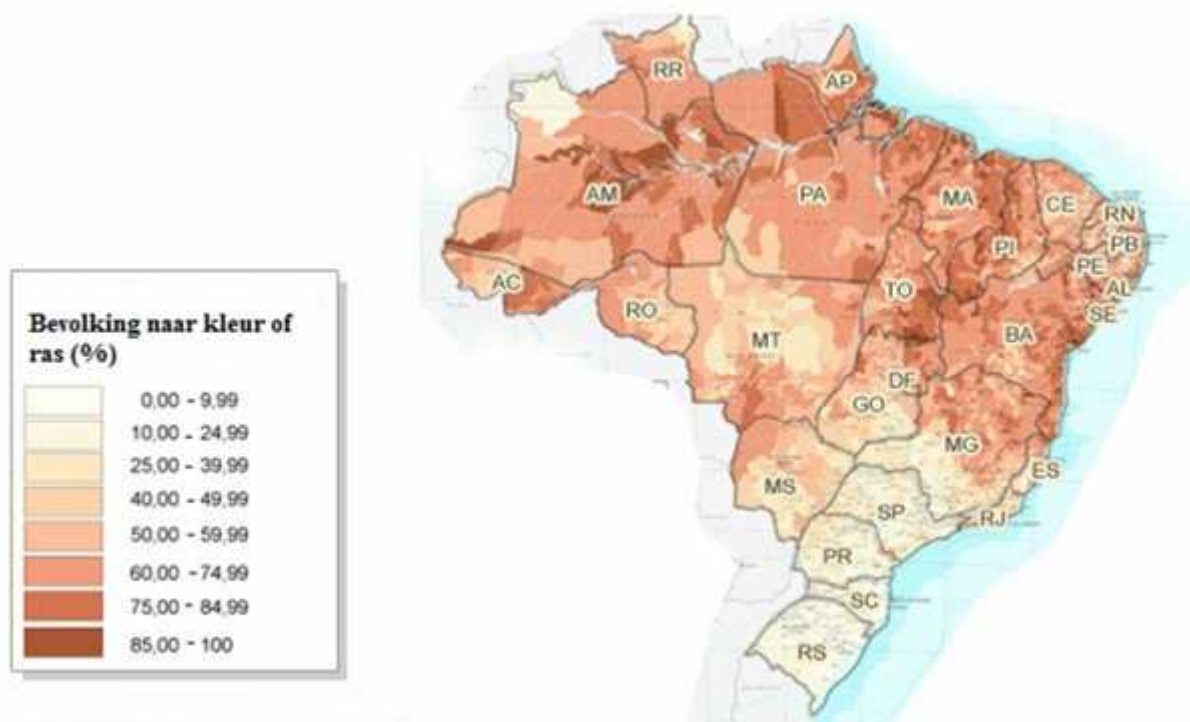 Bevolking naar kleur of
ras (%)
0,00 - 9,99
10,00 - 24,99
25,00 - 39,99
40,00 - 49,99
50,00 - 59,99
60,00 - 74,99
75,00 - 84,99
85,00 - 100
RR
AP
AM
PA
MA
CE
RN
PB
PI
PE
AC
TO
AL
RO
SE
BA
MT
DF
GO
MG
ES
MS
SP
RJ
PR
SC
RS